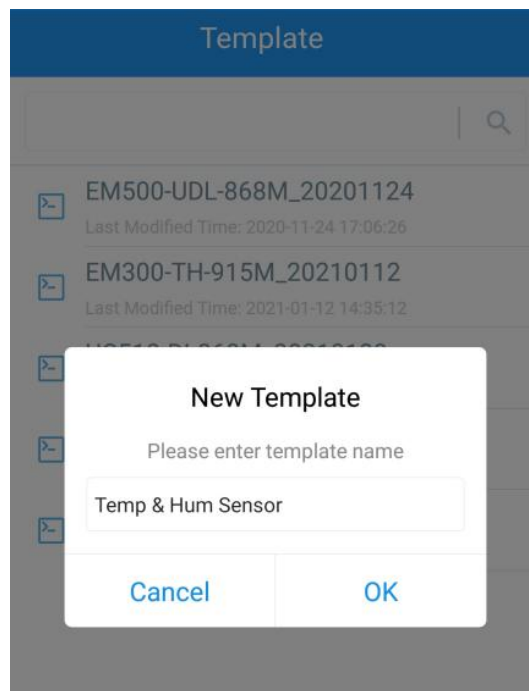 Template
EM500-UDL-868M_20201124
Last Modified Time: 2020-11-24 17:06:26
EM300-TH-915M_20210112
Last Modified Time: 2021-01-12 14:35:12
New Template
Please enter template name
Temp & Hum Sensor
Cancel
OK